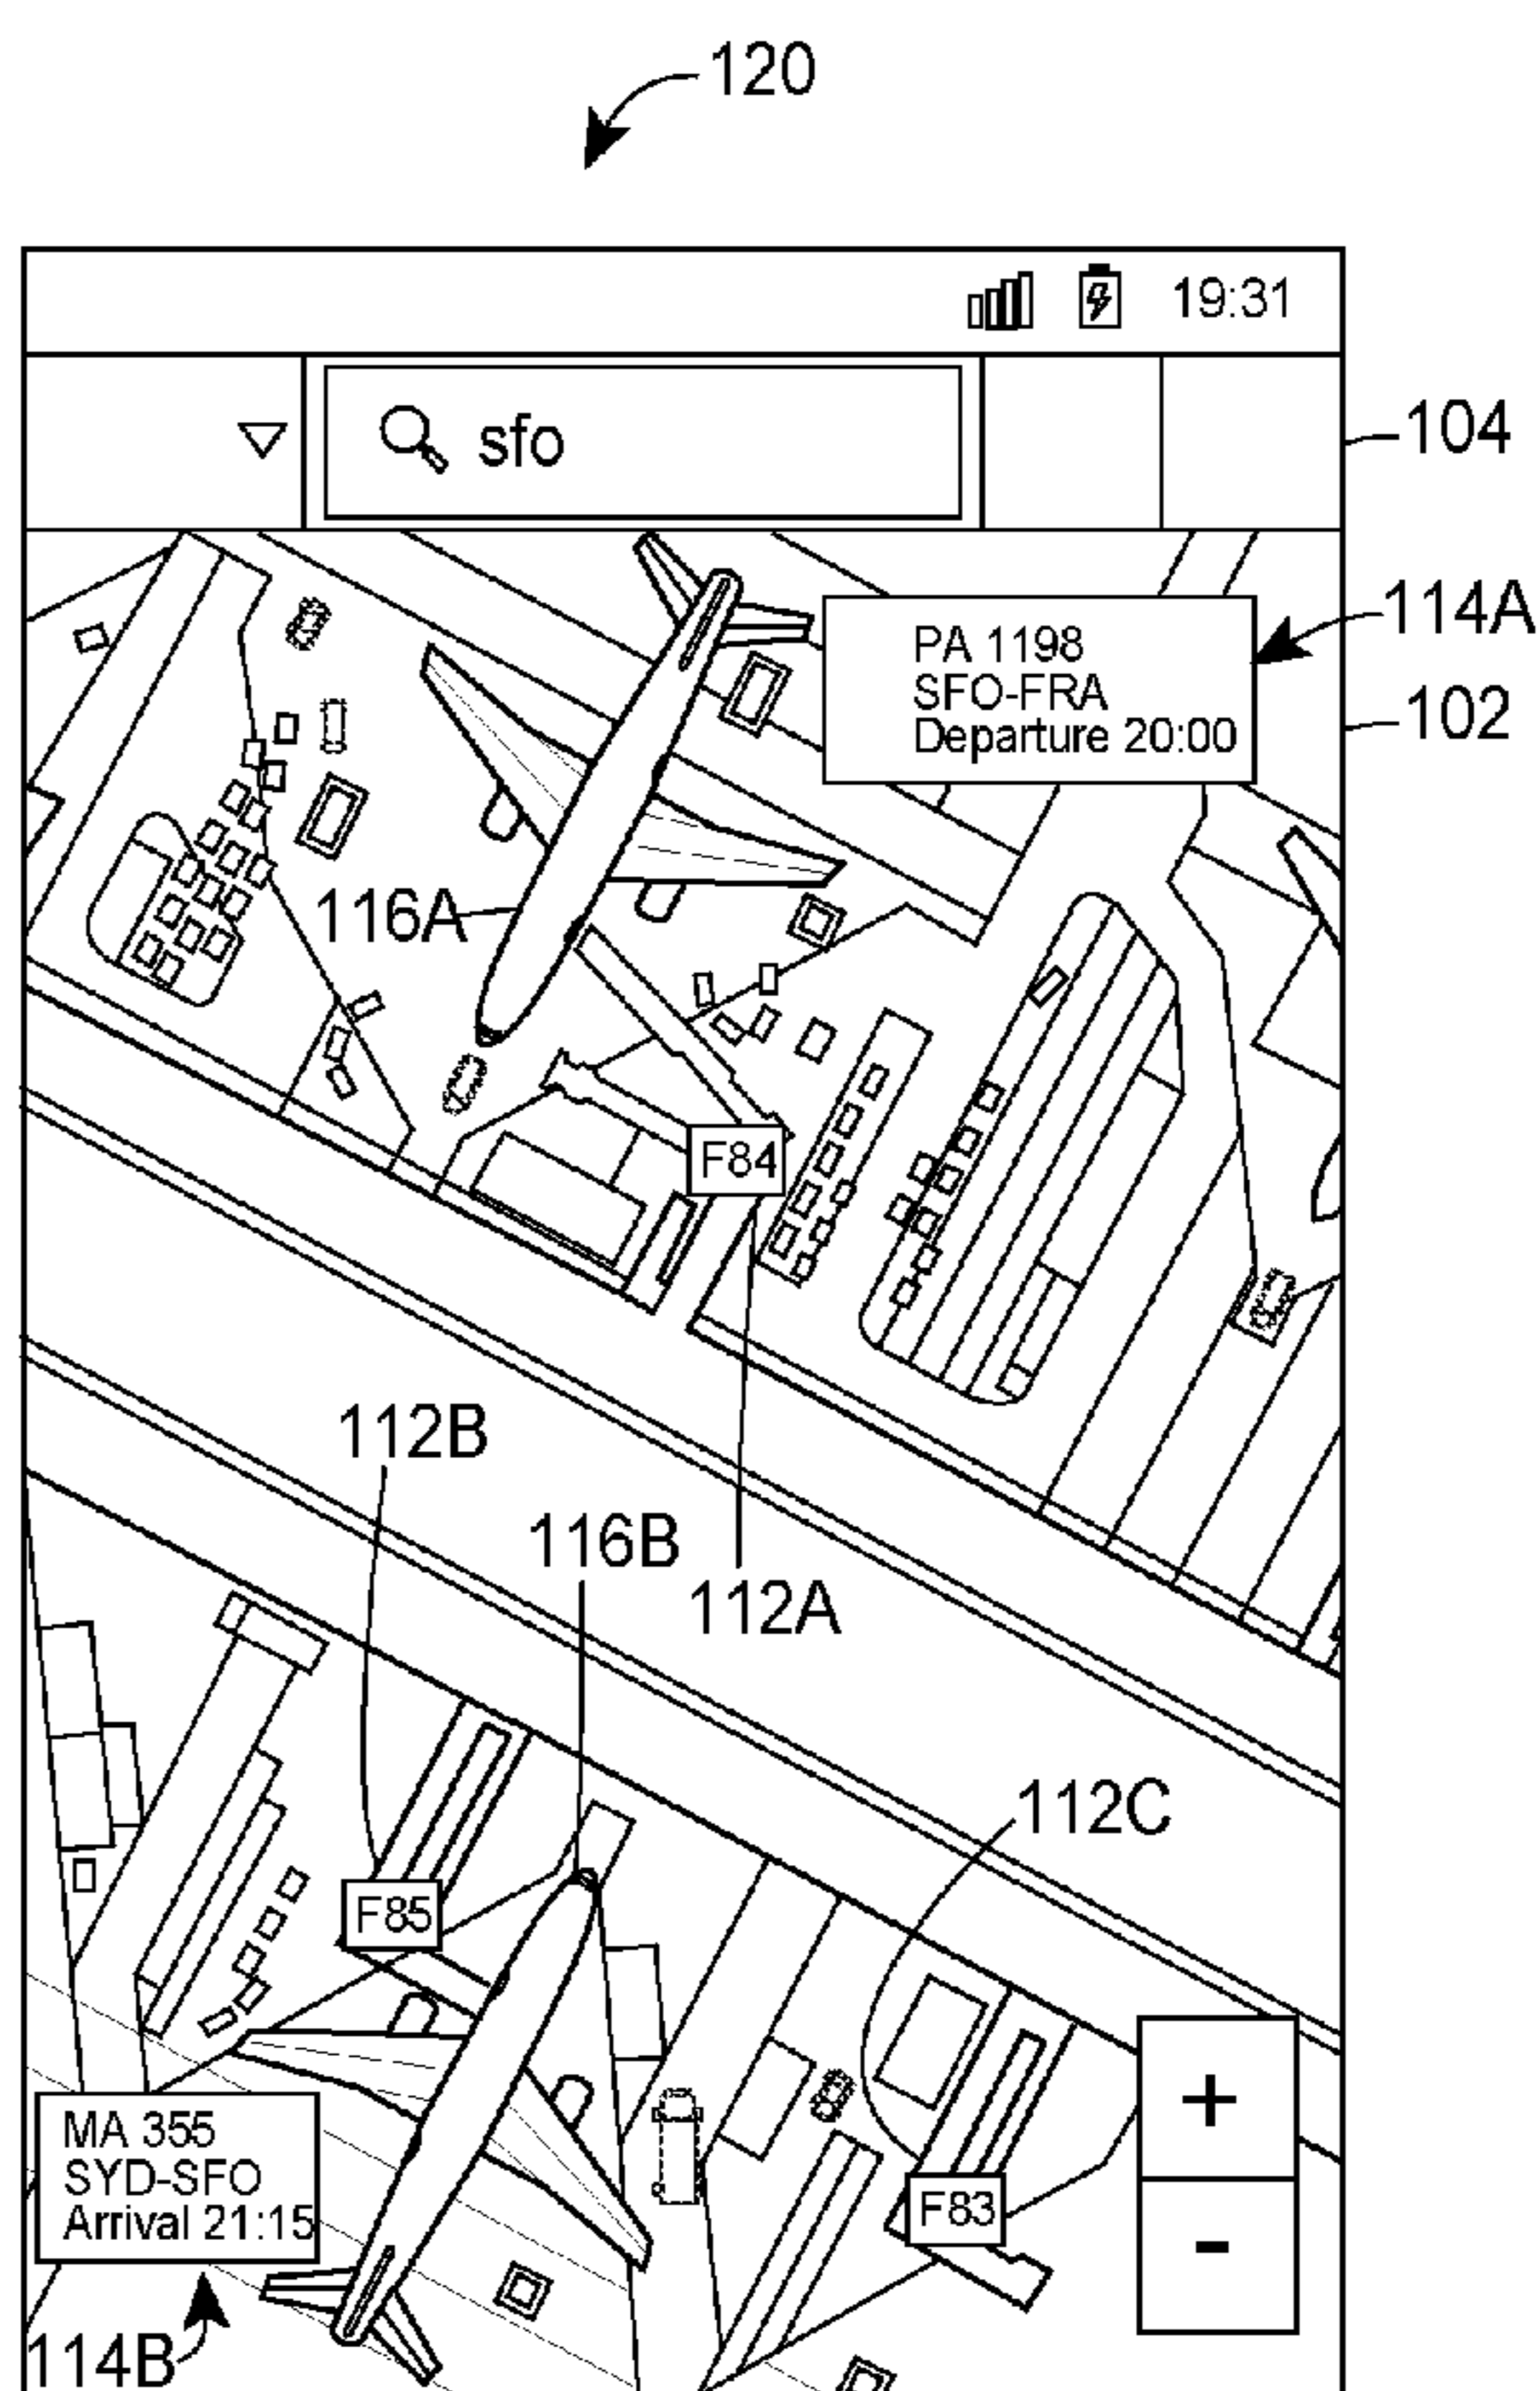 120
19:31
sfo
104
PA 1198
SFO-FRA
Departure 20:00
114A
102
116A
F84
112B
116B
112A
112C
F85
+
MA 355
SYD-SFO
Arrival 21:15
F83
-
114B